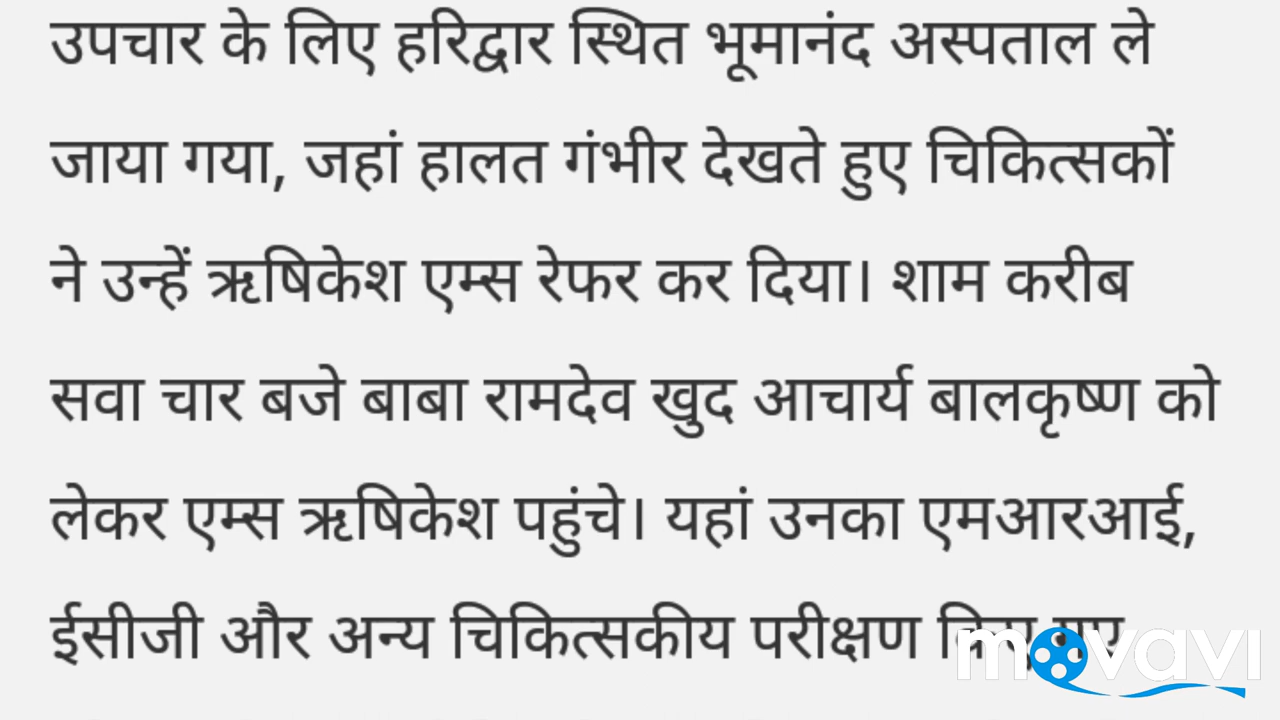 उपचार के लिए हरिद्वार स्थित भूमानंद अस्पताल ले
जाया गया, जहां हालत गंभीर देखते हुए चिकित्सकों
ने उन्हें ऋषिकेश एम्स रेफर कर दिया। शाम करीब
सवा चार बजे बाबा रामदेव खुद आचार्य बालकृष्ण को
लेकर एम्स ऋषिकेश पहुंचे। यहां उनका एमआरआई,
ईसीजी और अन्य चिकित्सकीय परीक्षण किए गए
movavi